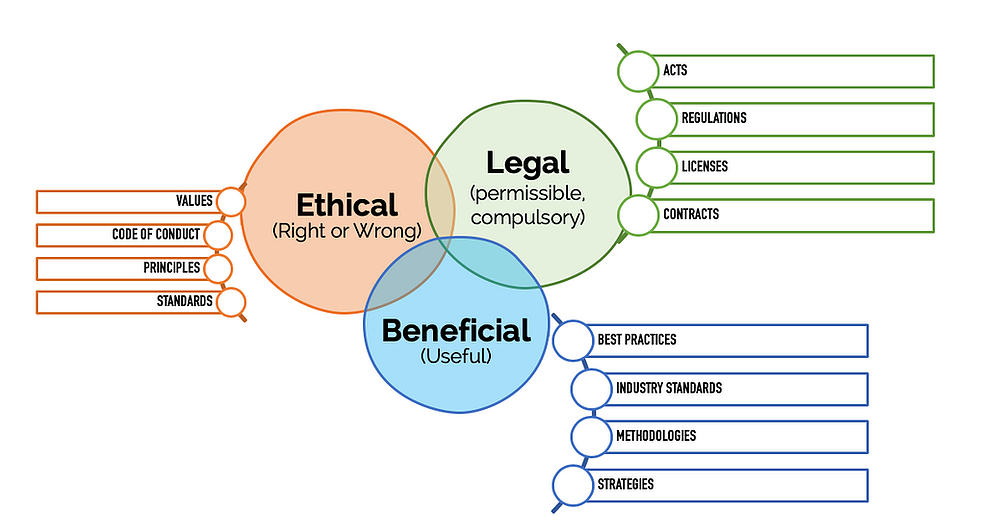 Ethical
(Right or Wrong)
VALUES
CODE OF CONDUCT
PRINCIPLES
STANDARDS
Legal
(permissible,
compulsory)
ACTS
REGULATIONS
LICENSES
CONTRACTS
Beneficial
(Useful)
BEST PRACTICES
INDUSTRY STANDARDS
METHODOLOGIES
STRATEGIES